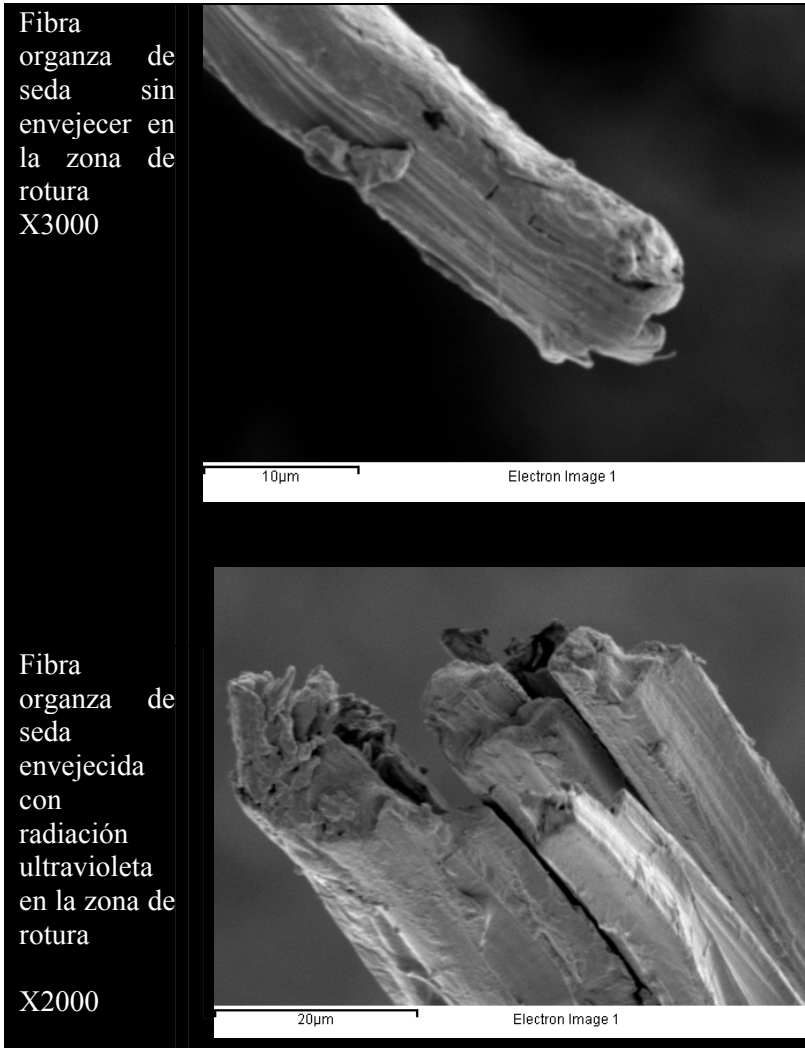 Fibra
organza de
seda sin
envejecer en
la zona de
rotura
X3000
10µm Electron Image 1
Fibra
organza de
seda
envejecida
con
radiación
ultravioleta
en la zona de
rotura
X2000
20µm Electron Image 1